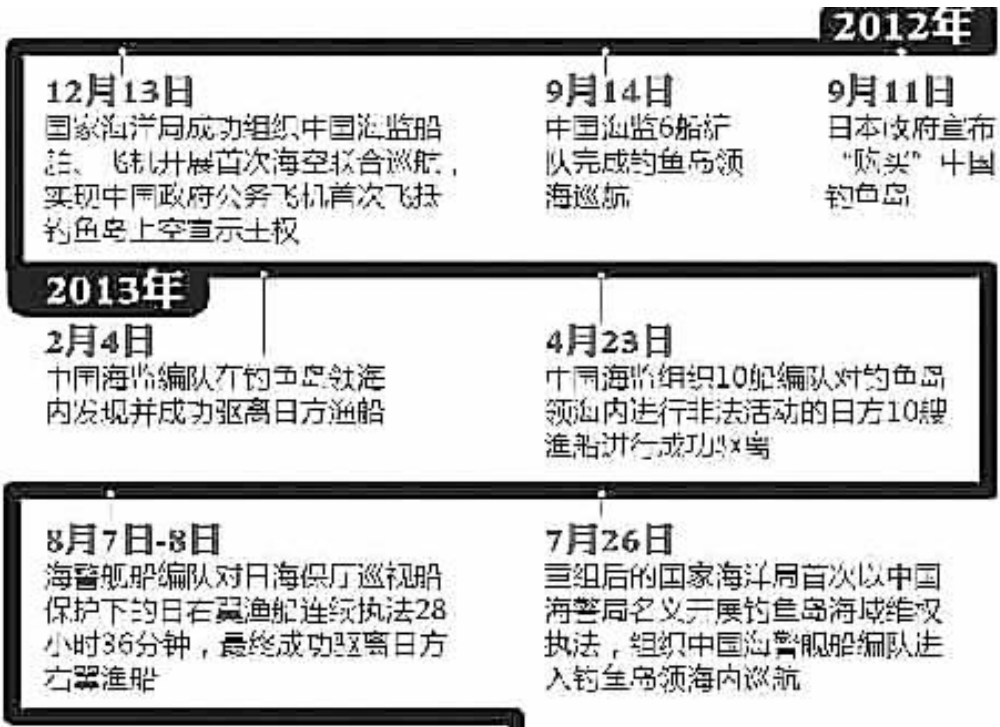 2012年
9月11日
日本政府宣布
“购买”中国
钓鱼岛
9月14日
中国海监6船编
队完成钓鱼岛领
海巡航
12月13日
国家海洋局成功组织中国海监船
舶、飞机开展首次海空联合巡航，
实现中国政府公务飞机首次飞抵
钓鱼岛上空宣示主权
2013年
2月4日
中国海监编队在钓鱼岛领海
内发现并成功驱离日方渔船
4月23日
中国海监组织10船编队对钓鱼岛
领海内进行非法活动的日方10艘
渔船进行成功驱离
7月26日
重组后的国家海洋局首次以中国
海警局名义开展钓鱼岛海域维权
执法，组织中国海警舰船编队进
入钓鱼岛领海内巡航
8月7日-8日
海警舰船编队对日海保厅巡视船
保护下的日右翼渔船连续执法28
小时36分钟，最终成功驱离日方
右翼渔船